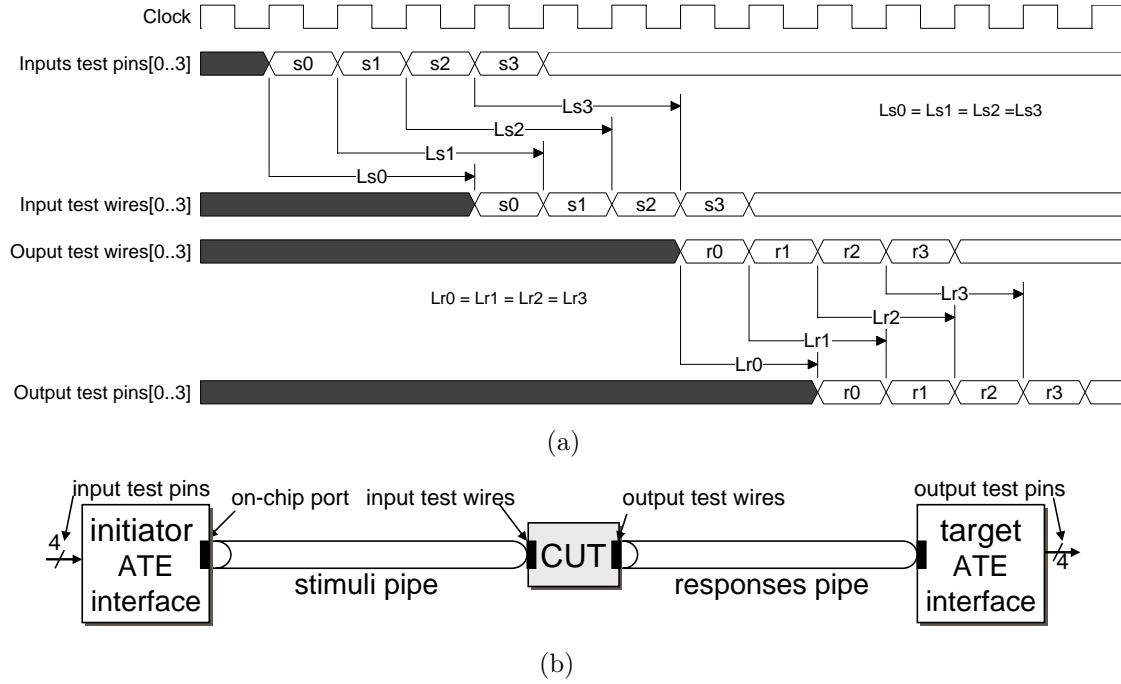 Clock
Inputs test pins[0..3] s0 s1 s2 s3
Ls3 Ls0 = Ls1 = Ls2 =Ls3
Ls2
Ls1
Ls0
Input test wires[0..3] s0 s1 s2 s3
Ouput test wires[0..3] r0 r1 r2 r3
Lr0 = Lr1 = Lr2 = Lr3 Lr3
Lr2
Lr1
Lr0
Output test pins[0..3] r0 r1 r2 r3
(a)
input test pins
on-chip port
input test wires
output test wires
output test pins
4
initiator
ATE
interface
stimuli pipe
CUT
responses pipe
target
ATE
interface
4
(b)